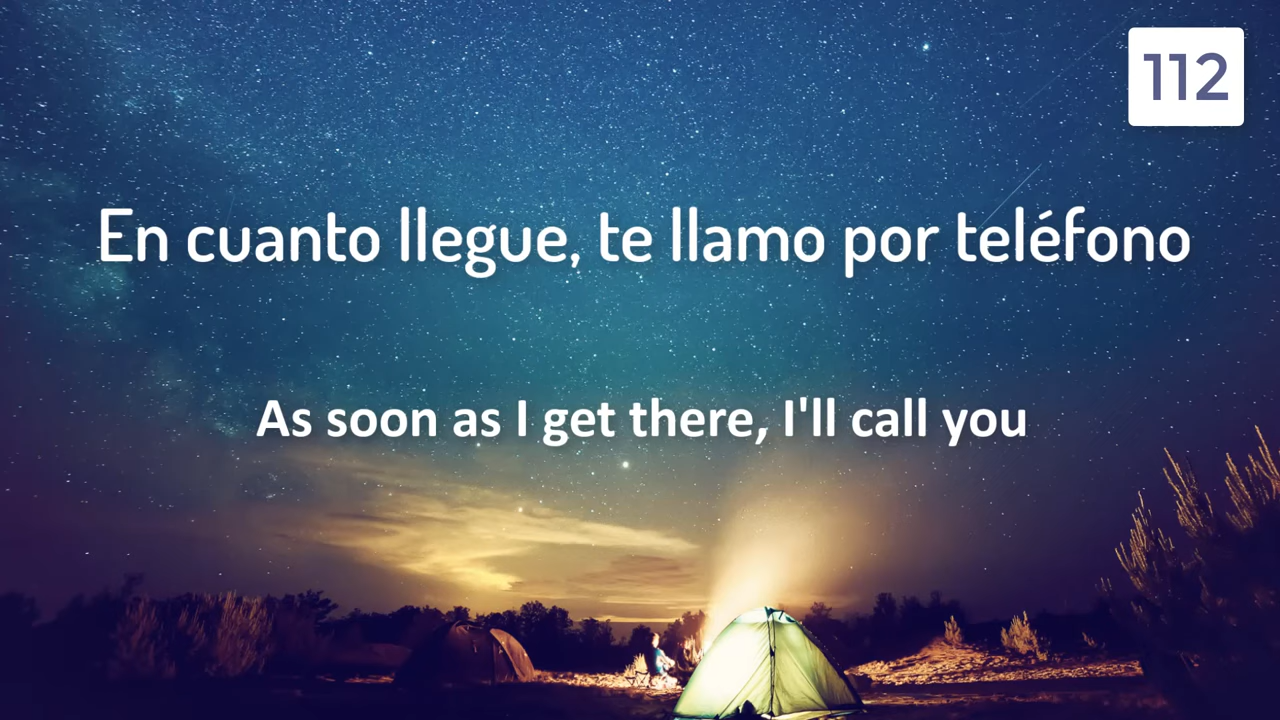 112
En cuanto llegue, te llamo por teléfono
As soon as I get there, I'll call you